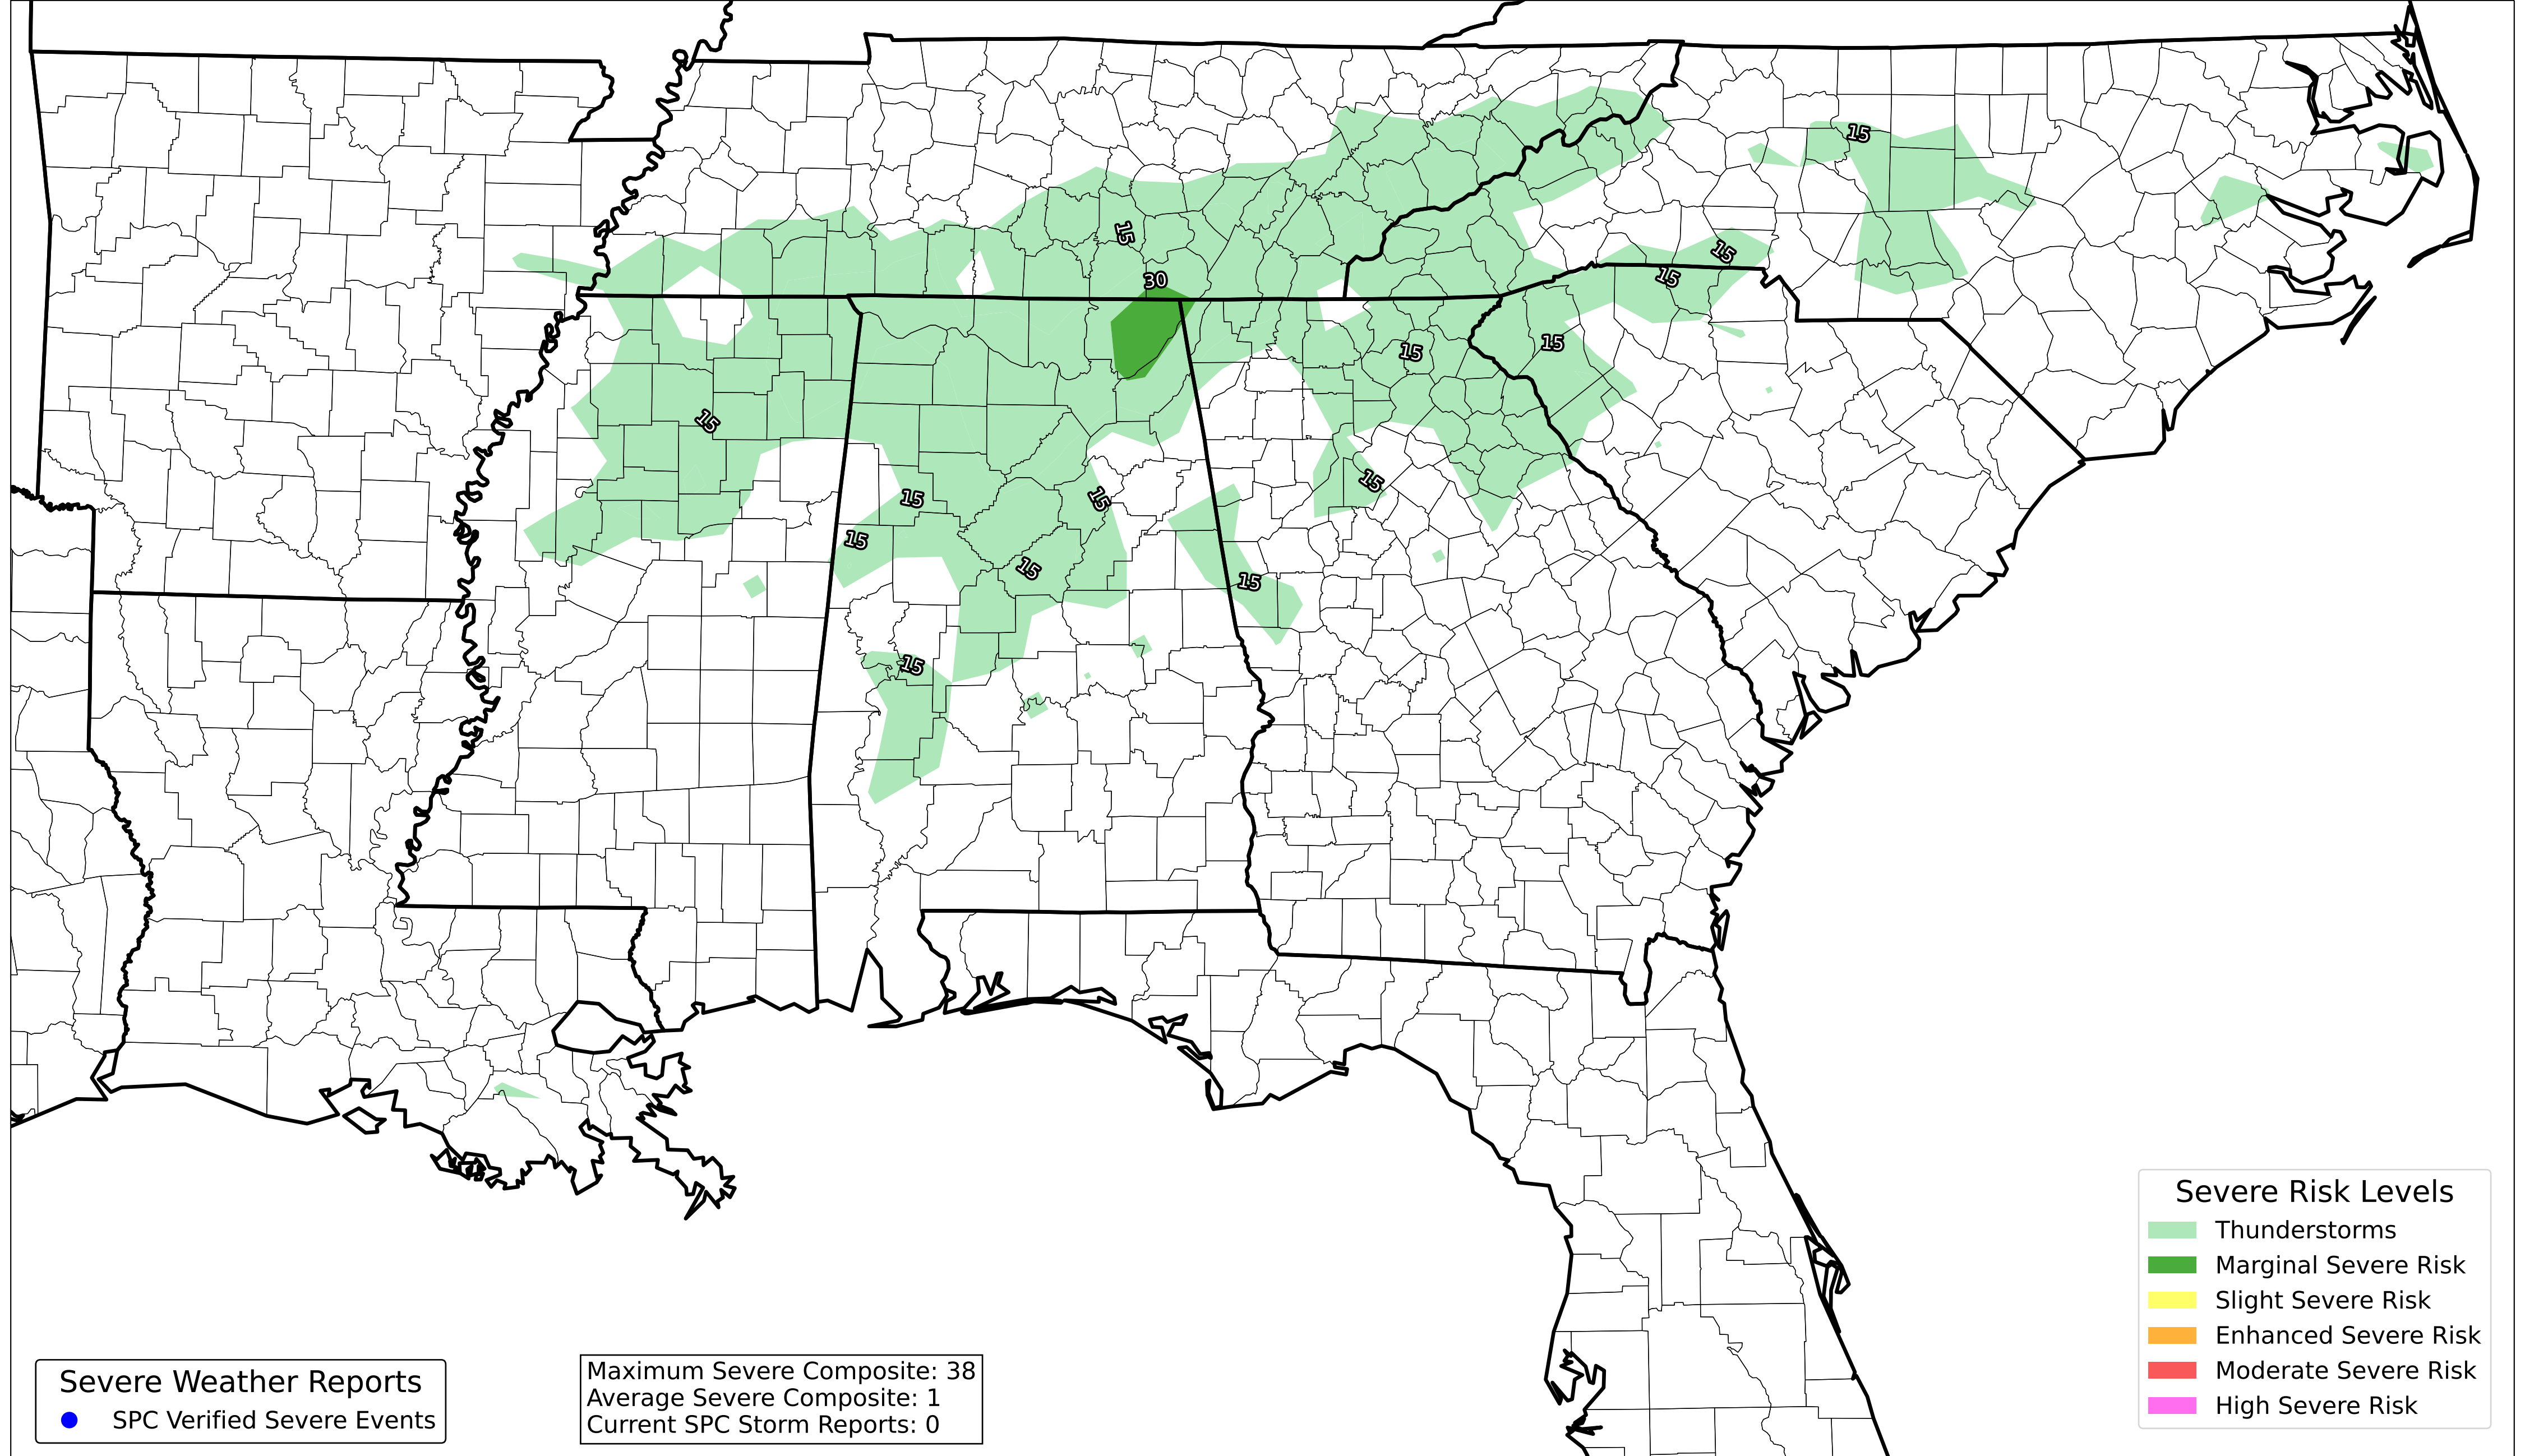 15
15
30
15
15
15
15
15
15
15
15
15
15
15
15
Severe Risk Levels
Thunderstorms
Marginal Severe Risk
Slight Severe Risk
Enhanced Severe Risk
Moderate Severe Risk
High Severe Risk
Severe Weather Reports
SPC Verified Severe Events
Maximum Severe Composite: 38
Average Severe Composite: 1
Current SPC Storm Reports: 0